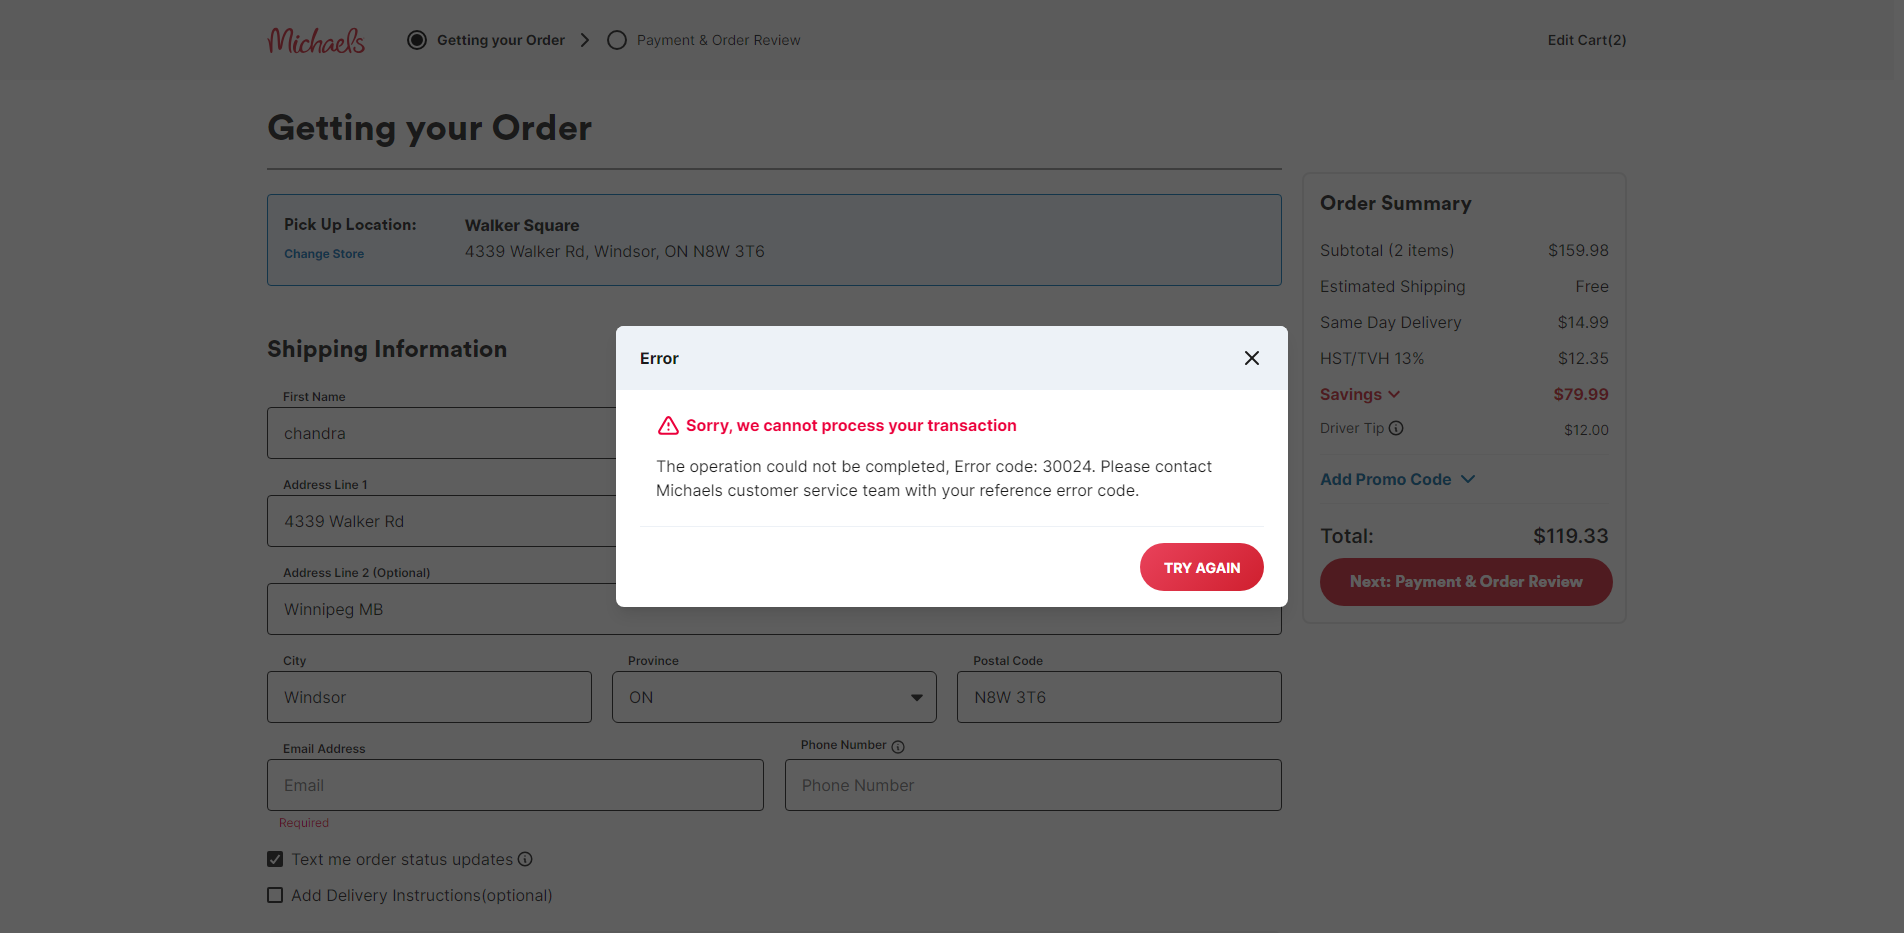 Michaels
Getting your Order
Payment & Order Review
Edit Cart(2)
Getting your Order
Pick Up Location:
Change Store
Walker Square
4339 Walker Rd, Windsor, ON N8W 3T6
Shipping Information
First Name
chandra
Address Line 1
4339 Walker Rd
Address Line 2 (Optional)
Winnipeg MB
City
Windsor
Province
ON
Postal Code
N8W 3T6
Email Address
Email
Required
Phone Number
Phone Number
Text me order status updates
Add Delivery Instructions(optional)
Error
Sorry, we cannot process your transaction
The operation could not be completed, Error code: 30024. Please contact
Michaels customer service team with your reference error code.
TRY AGAIN
Order Summary
Subtotal (2 items) $159.98
Estimated Shipping Free
Same Day Delivery $14.99
HST/TVH 13% $12.35
Savings $79.99
Driver Tip $12.00
Add Promo Code
Total: $119.33
Next: Payment & Order Review